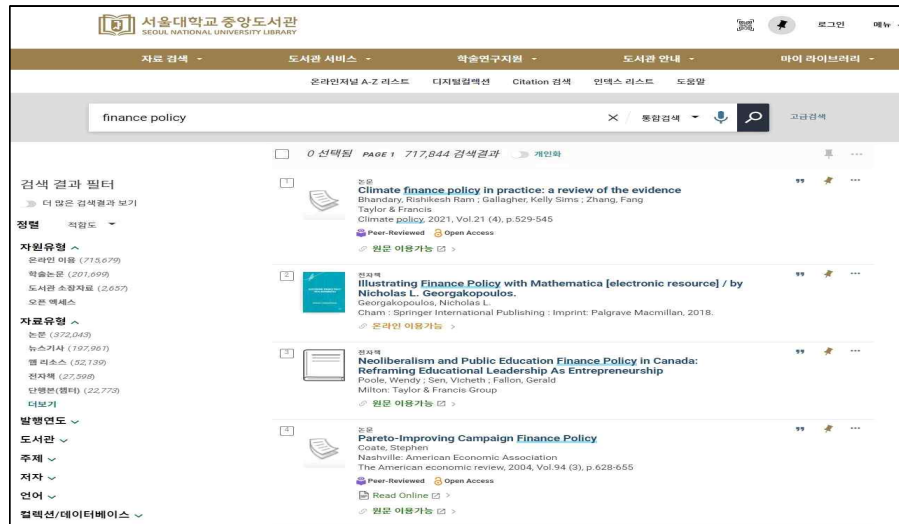 서울대학교 중앙도서관
SEOUL NATIONAL UNIVERSITY LIBRARY
로그인
메뉴
자료 검색
도서관 서비스
학술연구지원
도서관 안내
마이 라이브러리
온라인저널 A-Z 리스트
디지털컬렉션
Citation 검색
인덱스 리스트
도움말
finance policy
통합검색
고급검색
0 선택됨 PAGE 1 717,844 검색결과
개인화
검색 결과 필터
더 많은 검색결과 보기
정렬 적합도
자원유형
온라인 이용 (715,679)
학술논문 (201,699)
도서관 소장자료 (2,657)
오픈 액세스
자료유형
논문 (372,043)
뉴스기사 (197,961)
웹 리소스 (52,139)
전자책 (27,598)
단행본(챕터) (22,773)
더보기
발행연도
도서관
주제
저자
언어
컬렉션/데이터베이스
1
논문
Climate finance policy in practice: a review of the evidence
Bhandary, Rishikesh Ram ; Gallagher, Kelly Sims ; Zhang, Fang
Taylor & Francis
Climate policy, 2021, Vol.21 (4), p.529-545
Peer-Reviewed Open Access
원문 이용가능
2
전자책
Illustrating Finance Policy with Mathematica [electronic resource] / by
Nicholas L. Georgakopoulos.
Georgakopoulos, Nicholas L.
Cham : Springer International Publishing : Imprint: Palgrave Macmillan, 2018.
온라인 이용가능
3
전자책
Neoliberalism and Public Education Finance Policy in Canada:
Reframing Educational Leadership As Entrepreneurship
Poole, Wendy ; Sen, Vicheth ; Fallon, Gerald
Milton: Taylor & Francis Group
원문 이용가능
4
논문
Pareto-Improving Campaign Finance Policy
Coate, Stephen
Nashville: American Economic Association
The American economic review, 2004, Vol.94 (3), p.628-655
Peer-Reviewed Open Access
Read Online
원문 이용가능